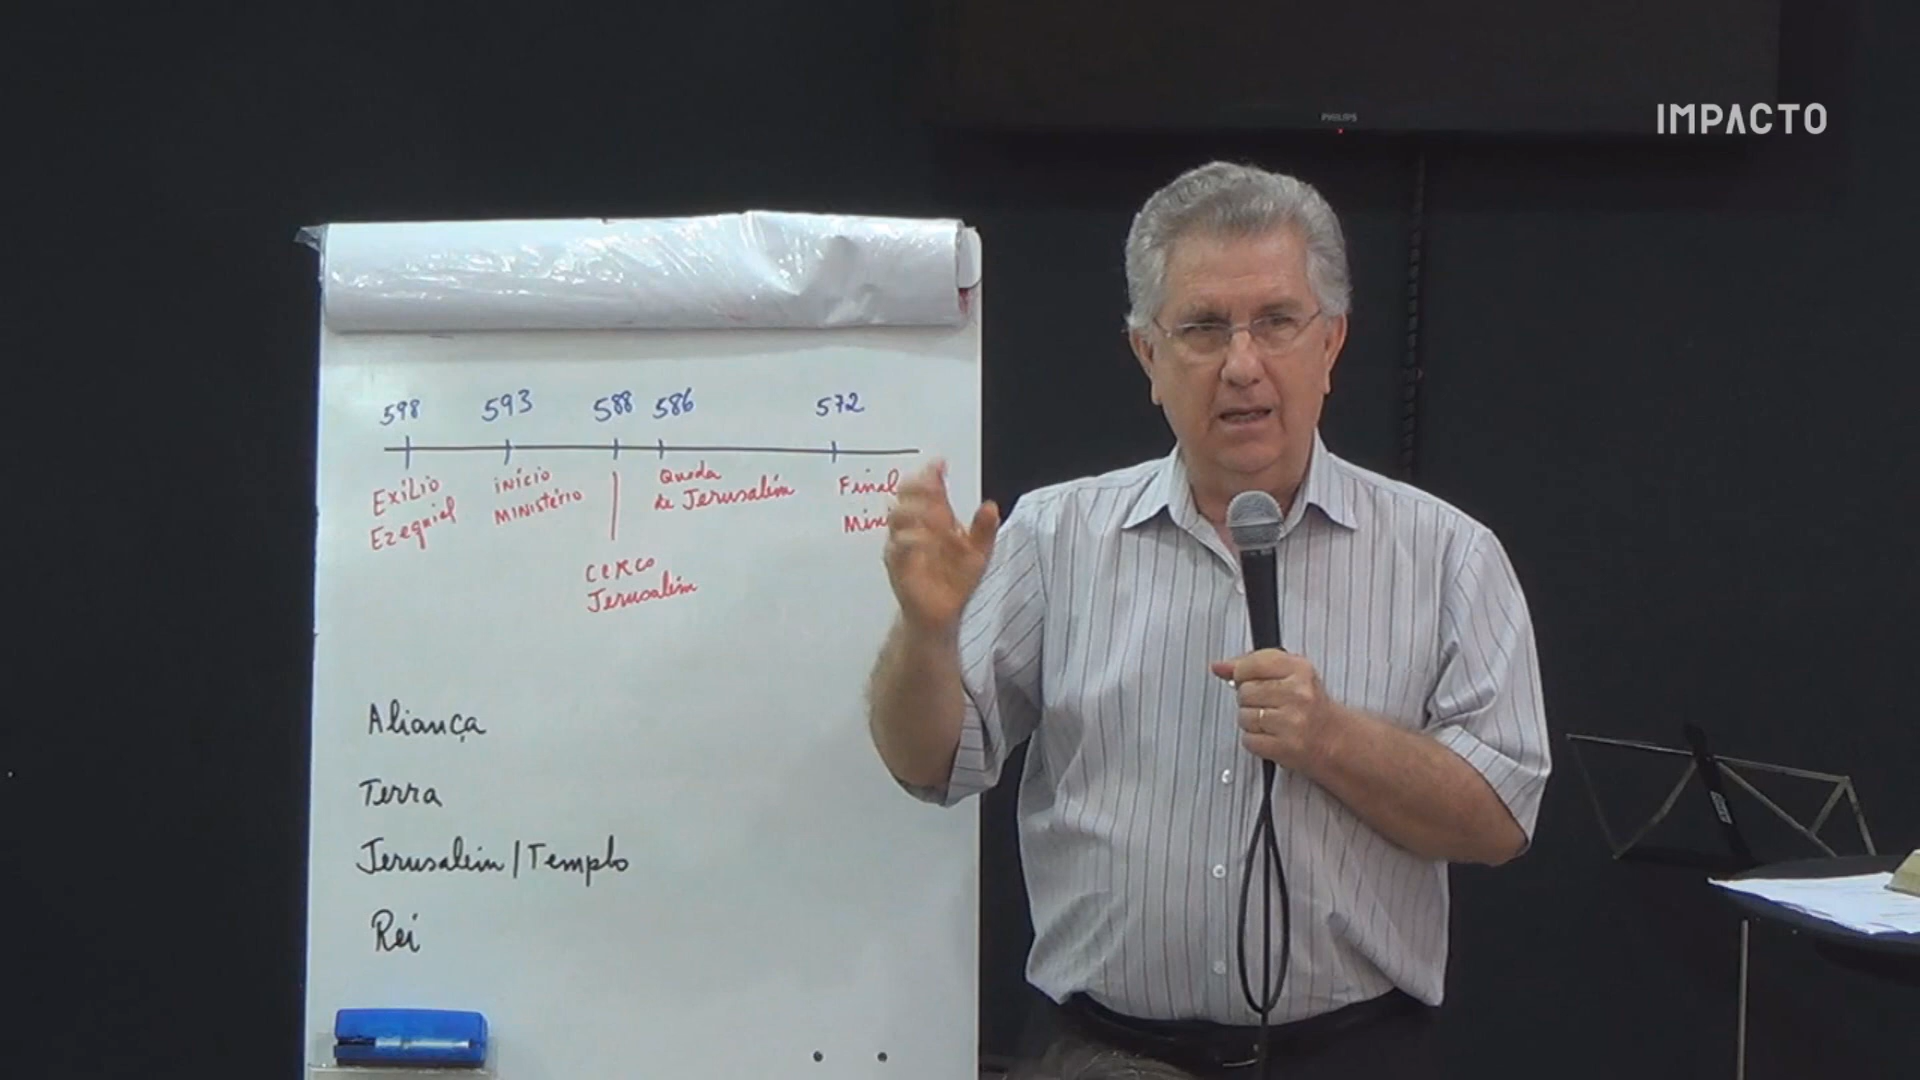 IMPACTO
PHILIPS
598 593 588 586 572
Exílio
Ezequiel
início
Ministério
Cerco
Jerusalém
Queda
de Jerusalém
Final
Aliança
Terra
Jerusalém/Templo
Rei